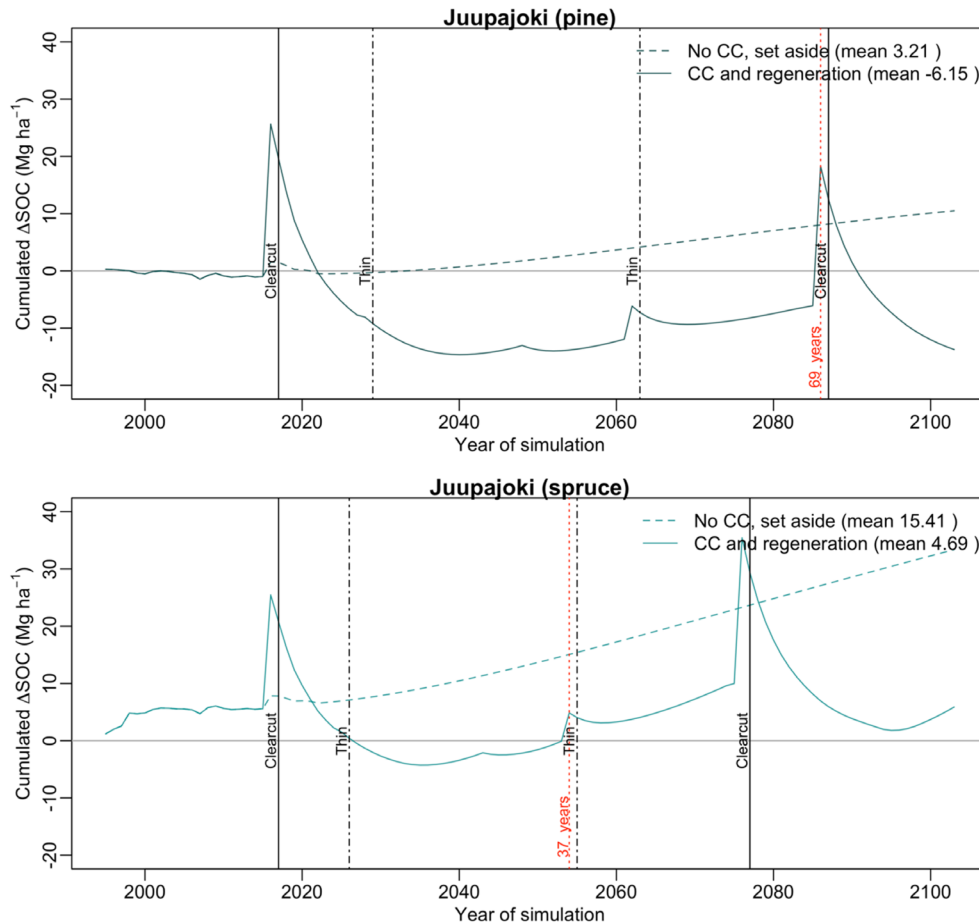 Juupajoki (pine)
No CC, set aside (mean 3.21 )
CC and regeneration (mean -6.15 )
Cumulated ΔSOC (Mg ha⁻¹)
40
30
20
10
0
-10
-20
Clearcut
Thin
Thin
Clearcut
69 years
2000
2020
2040
2060
2080
2100
Year of simulation
Juupajoki (spruce)
No CC, set aside (mean 15.41 )
CC and regeneration (mean 4.69 )
Cumulated ΔSOC (Mg ha⁻¹)
40
30
20
10
0
-10
-20
Clearcut
Thin
Thin
Clearcut
37 years
2000
2020
2040
2060
2080
2100
Year of simulation